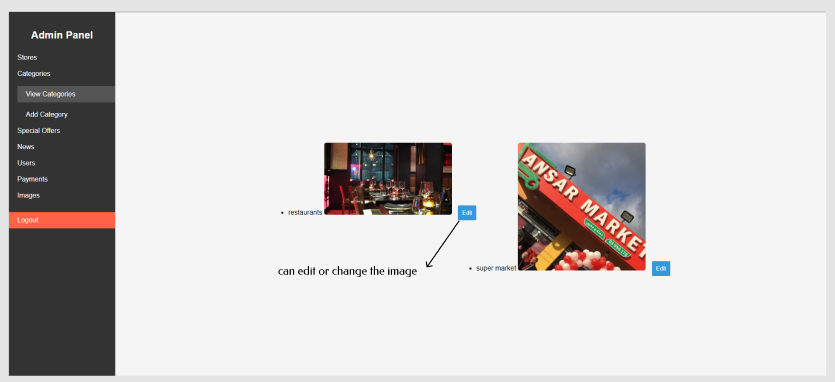 Admin Panel
Stores
Categories
View Categories
Add Category
Special Offers
News
Users
Payments
Images
Logout
restaurants
Edit
can edit or change the image
super market
ANSAR MARKET
Edit